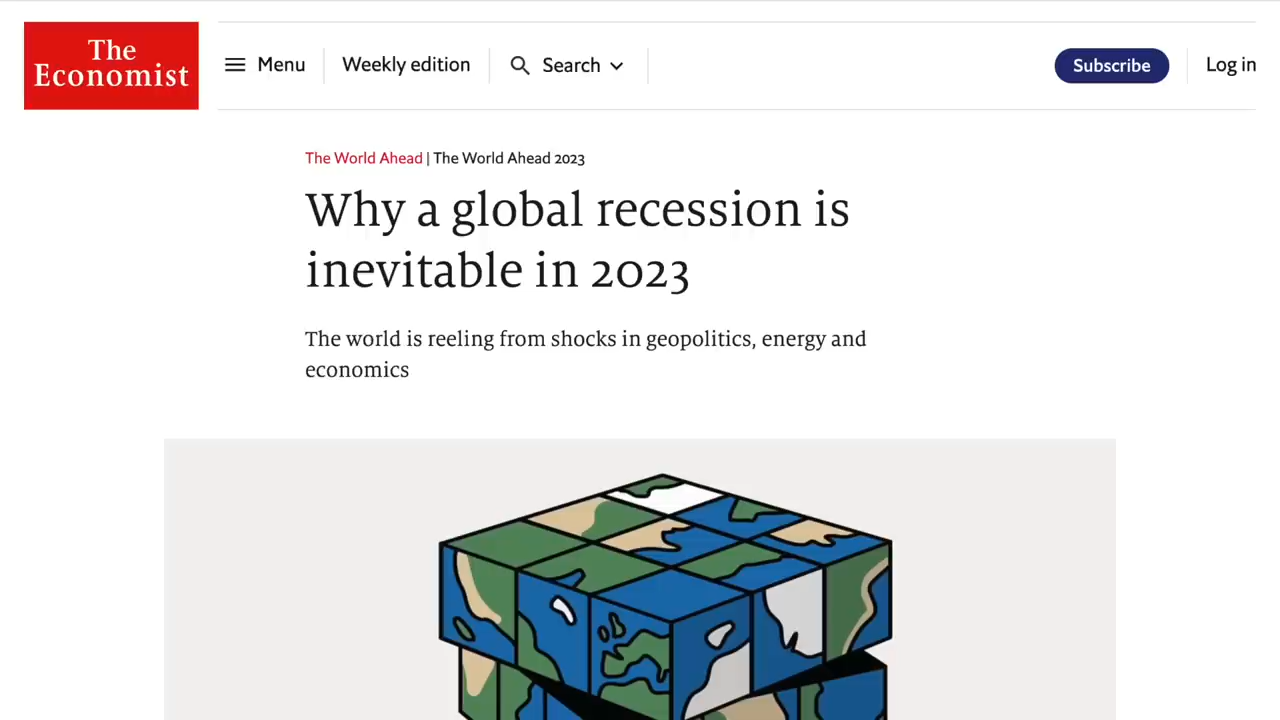 The
Economist
Menu
Weekly edition
Search
Subscribe
Log in
The World Ahead | The World Ahead 2023
Why a global recession is
inevitable in 2023
The world is reeling from shocks in geopolitics, energy and
economics